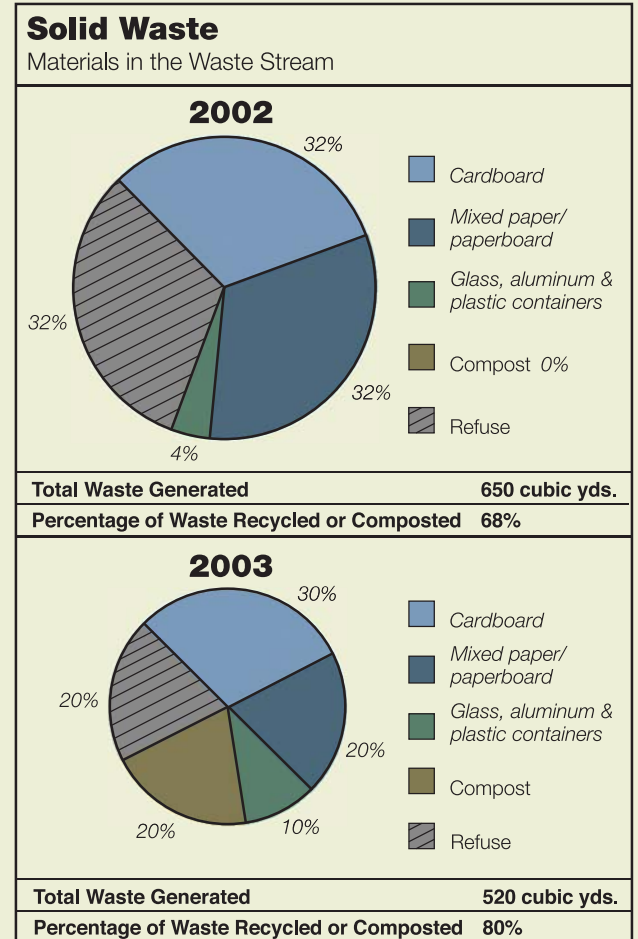 Solid Waste
Materials in the Waste Stream
2002
32%
Cardboard
Mixed paper/
paperboard
Glass, aluminum &
plastic containers
32%
Compost 0%
32%
Refuse
4%
Total Waste Generated 650 cubic yds.
Percentage of Waste Recycled or Composted 68%
2003
30%
Cardboard
Mixed paper/
paperboard
20%
Glass, aluminum &
plastic containers
20%
Compost
20%
10%
Refuse
Total Waste Generated 520 cubic yds.
Percentage of Waste Recycled or Composted 80%